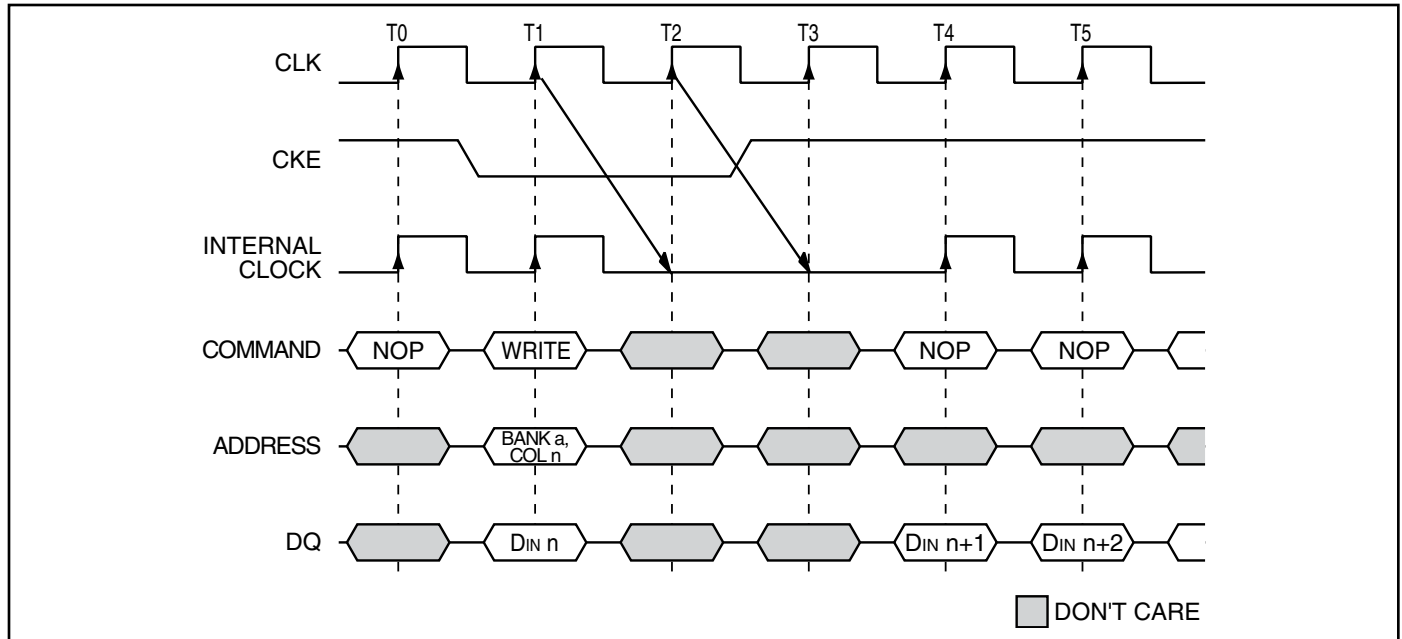 T0 T1 T2 T3 T4 T5
CLK
CKE
INTERNAL
CLOCK
COMMAND NOP WRITE NOP NOP
ADDRESS BANK a,
COL n
DQ DIN n DIN n+1 DIN n+2
DON'T CARE